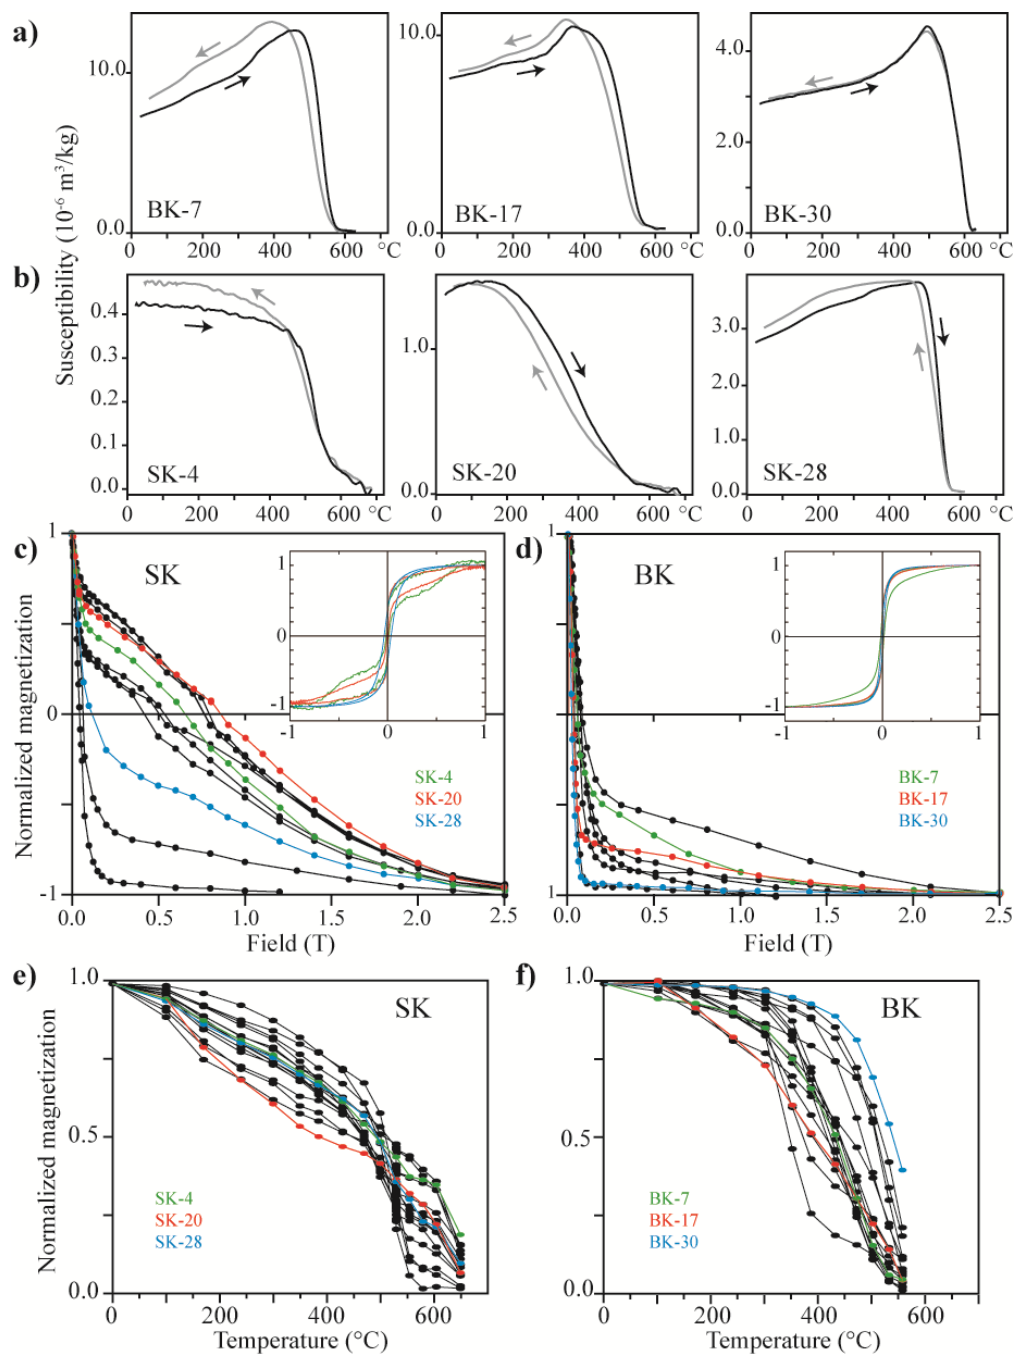 a)
10.0
0.0
BK-7
0 200 400 600 °C
10.0
0.0
BK-17
0 200 400 600 °C
4.0
2.0
0.0
BK-30
0 200 400 600 °C
Susceptibility (10⁻⁶ m³/kg)
b)
0.4
0.3
0.2
0.1
0.0
SK-4
0 200 400 600 °C
1.0
0.0
SK-20
0 100 300 500 °C
3.0
2.0
1.0
0.0
SK-28
0 200 400 600 °C
c)
SK
1
0
-1
-1 0 1
SK-4
SK-20
SK-28
1
0
-1
0.0 0.5 1.0 1.5 2.0 2.5
Field (T)
Normalized magnetization
d)
BK
1
0
-1
-1 0 1
BK-7
BK-17
BK-30
0.0 0.5 1.0 1.5 2.0 2.5
Field (T)
e)
SK
1.0
0.5
0.0
SK-4
SK-20
SK-28
0 200 400 600
Temperature (°C)
Normalized magnetization
f)
BK
1.0
0.5
0.0
BK-7
BK-17
BK-30
0 200 400 600
Temperature (°C)